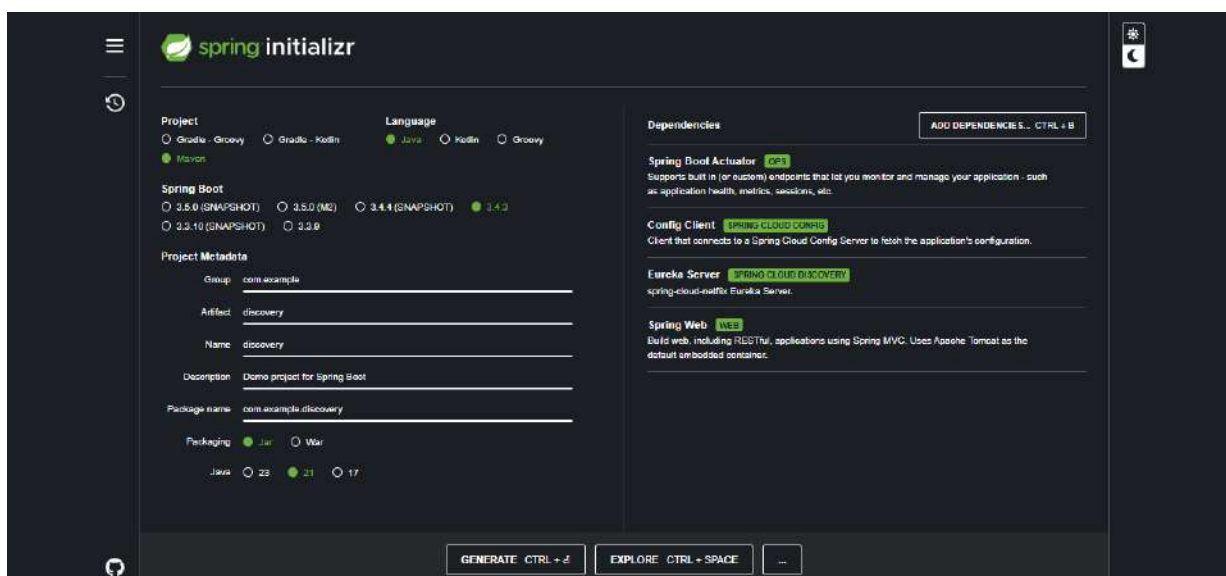 spring initializr
Project
Gradle - Groovy Gradle - Kotlin
Maven
Language
Java Kotlin Groovy
Spring Boot
3.5.0 (SNAPSHOT) 3.5.0 (M2) 3.4.4 (SNAPSHOT) 3.4.3
3.3.10 (SNAPSHOT) 3.3.9
Project Metadata
Group com.example
Artifact discovery
Name discovery
Description Demo project for Spring Boot
Package name com.example.discovery
Packaging Jar War
Java 23 21 17
Dependencies
ADD DEPENDENCIES... CTRL + B
Spring Boot Actuator OPS
Supports built in (or custom) endpoints that let you monitor and manage your application - such
as application health, metrics, sessions, etc.
Config Client SPRING CLOUD CONFIG
Client that connects to a Spring Cloud Config Server to fetch the application's configuration.
Eureka Server SPRING CLOUD DISCOVERY
spring-cloud-netflix Eureka Server.
Spring Web WEB
Build web, including RESTful, applications using Spring MVC. Uses Apache Tomcat as the
default embedded container.
GENERATE CTRL + ⏎
EXPLORE CTRL + SPACE
...